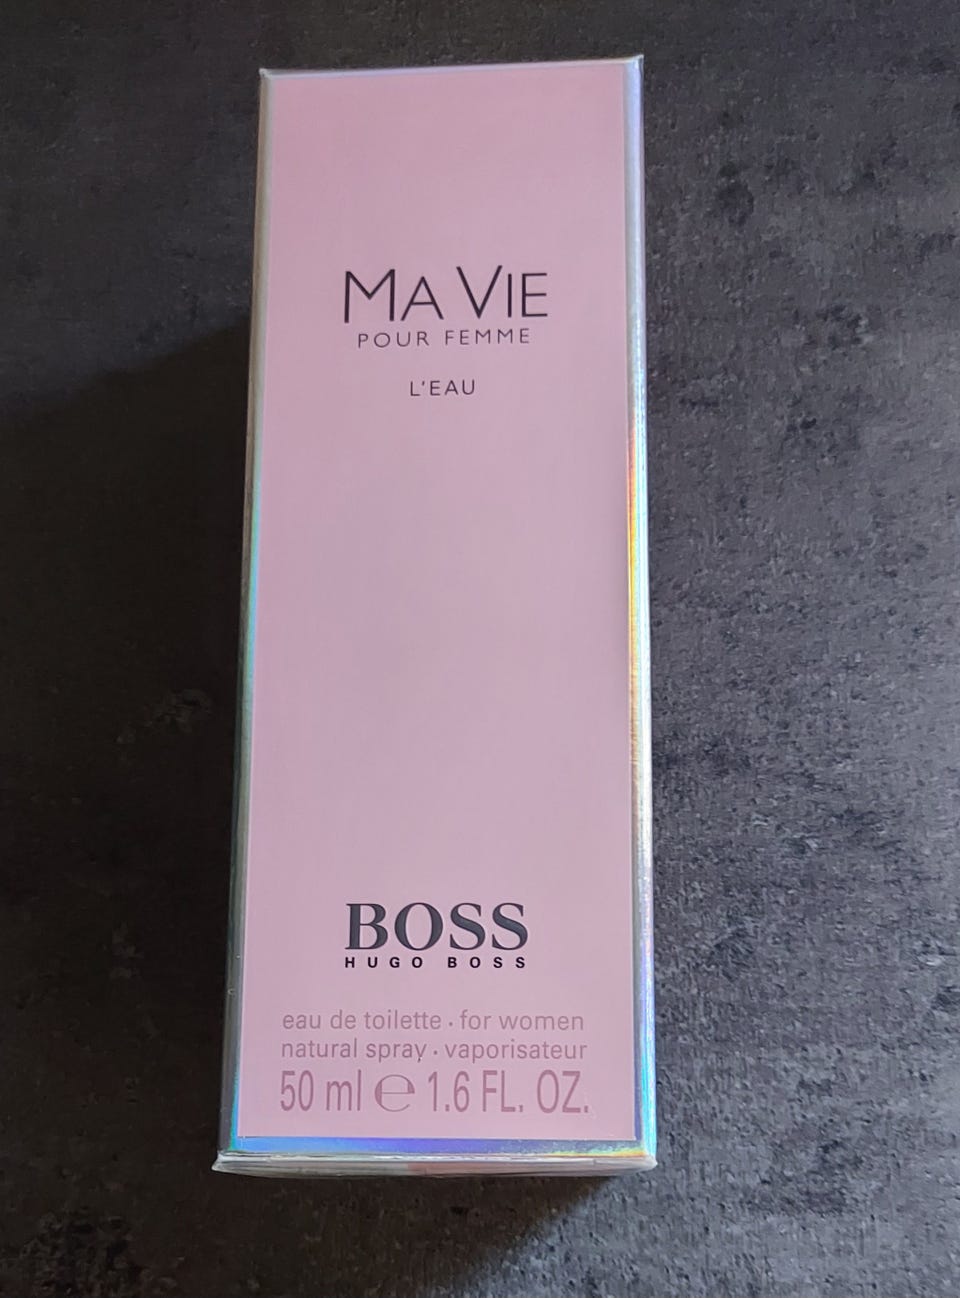 MA VIE
POUR FEMME
L'EAU
BOSS
HUGO BOSS
eau de toilette · for women
natural spray · vaporisateur
50 ml ℮ 1.6 FL. OZ.